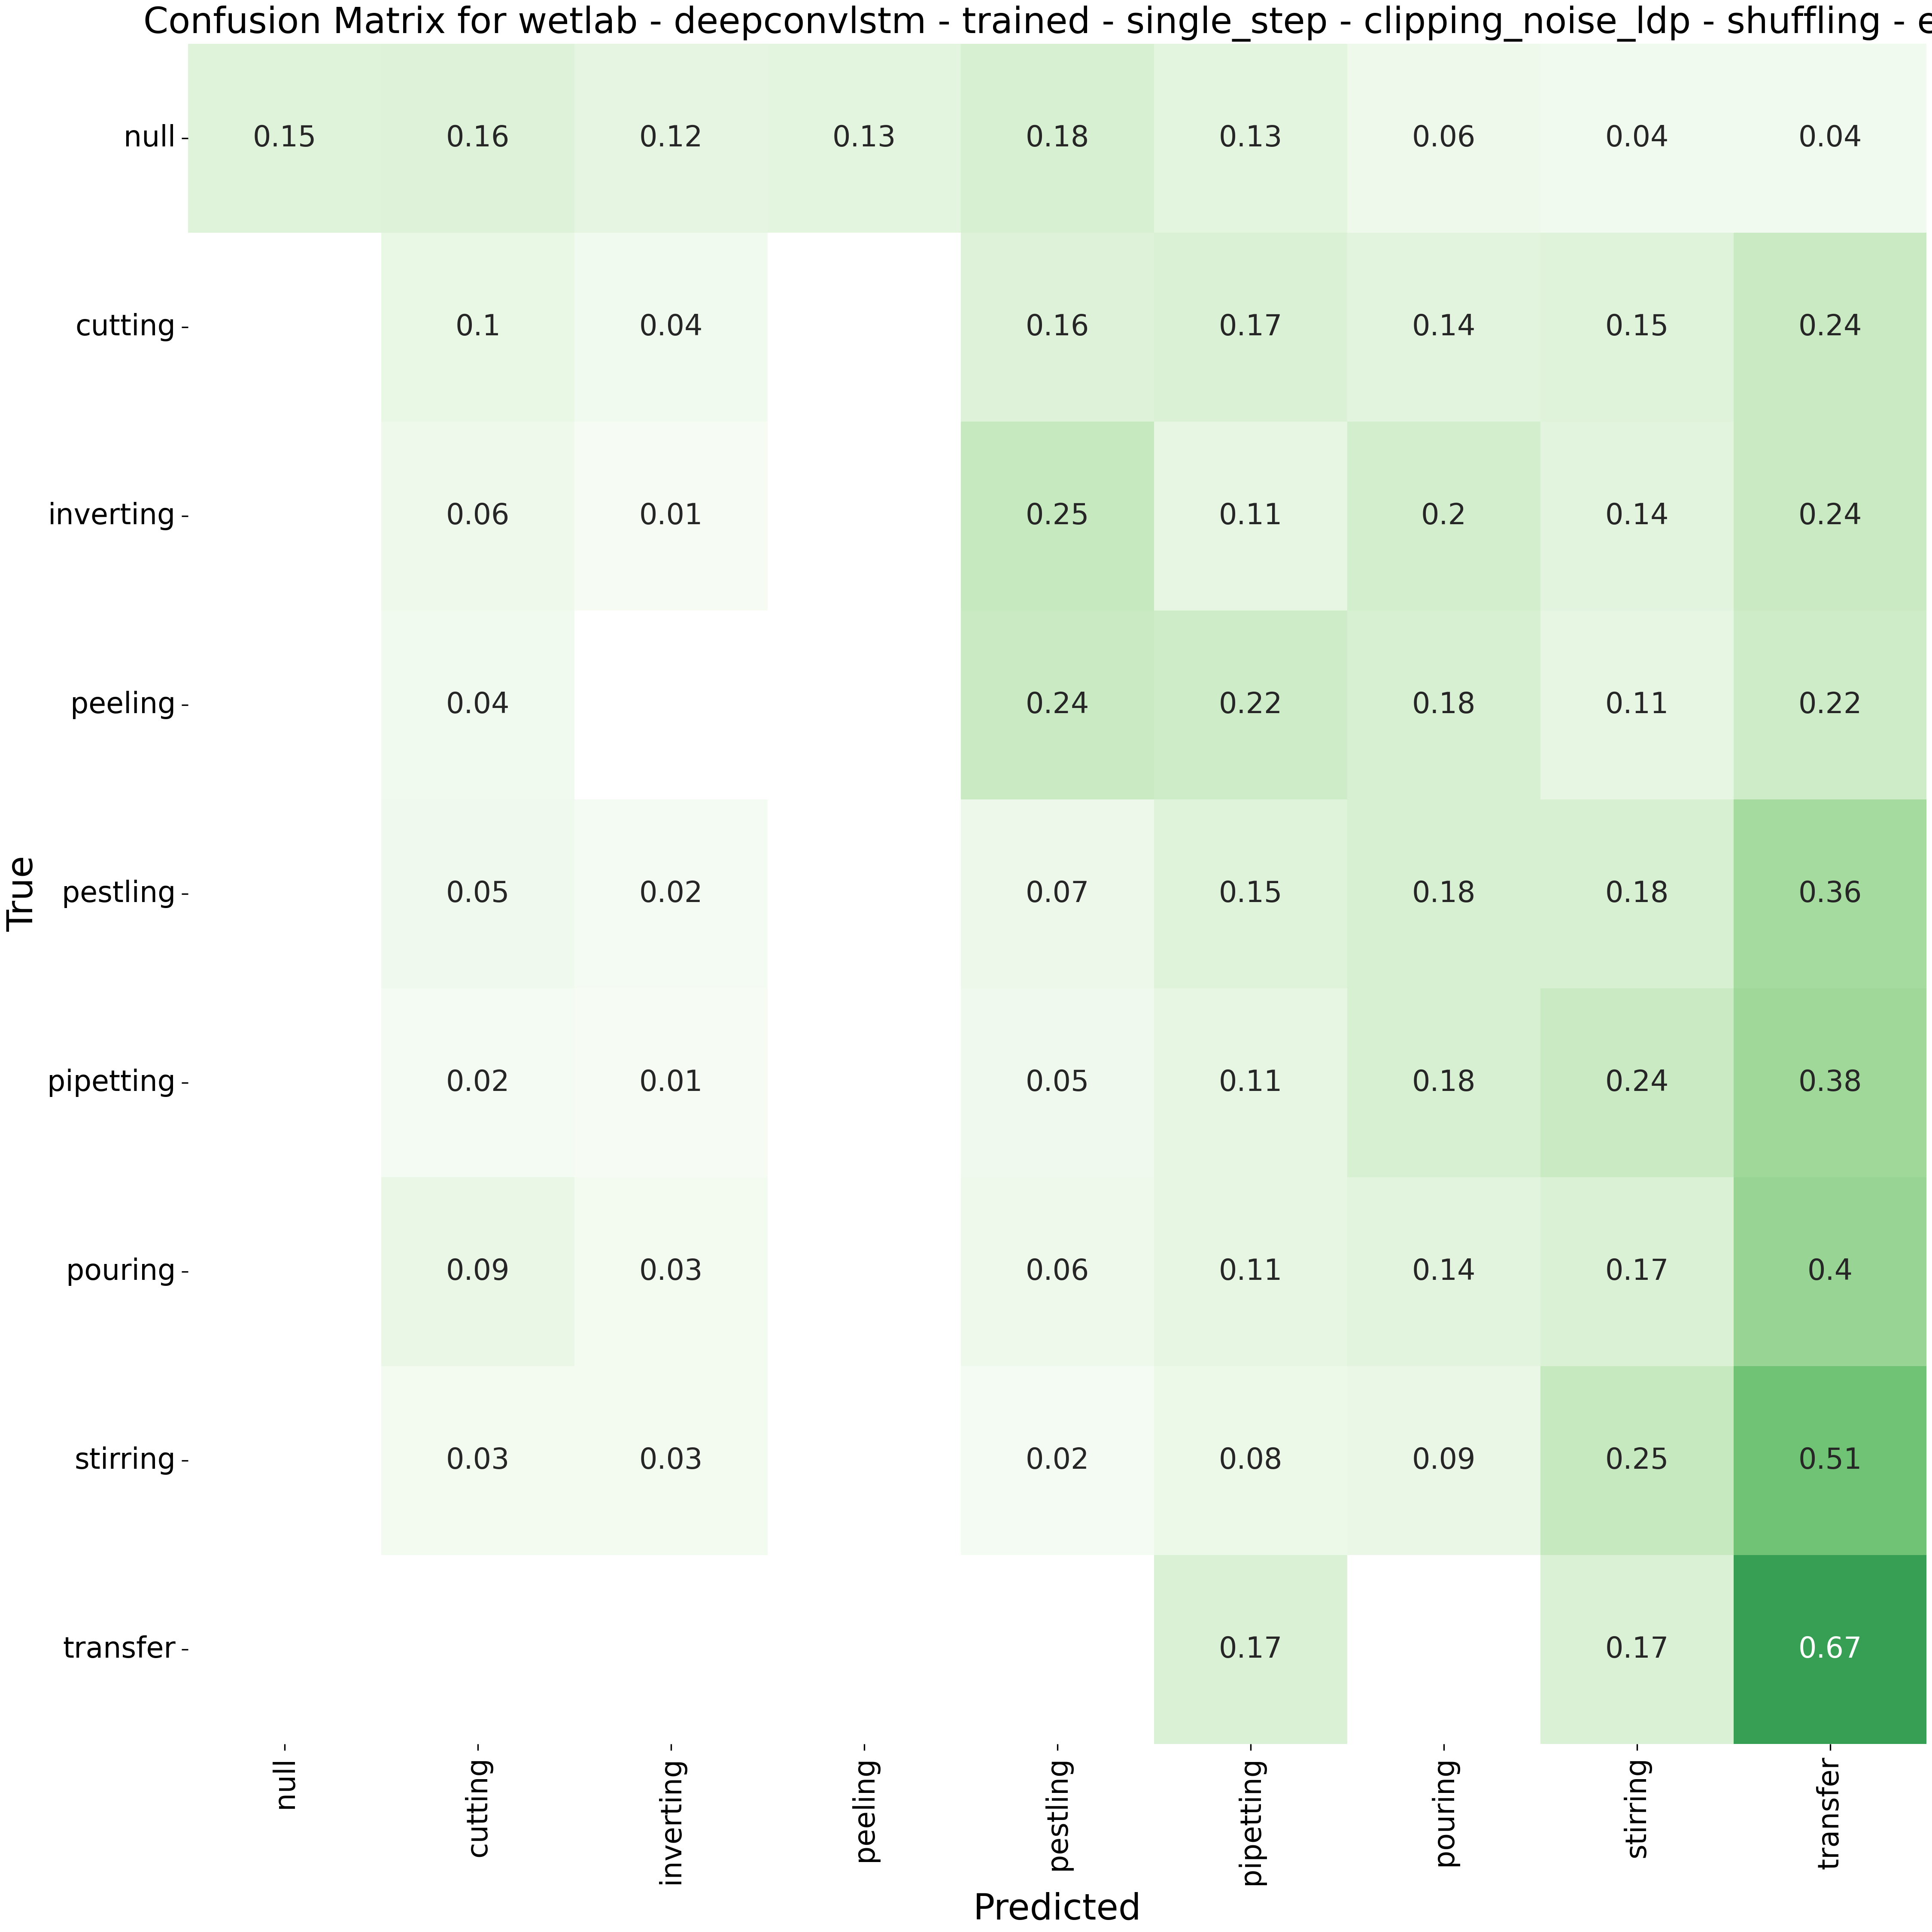 Confusion Matrix for wetlab - deepconvlstm - trained - single_step - clipping_noise_ldp - shuffling - e
null 0.15 0.16 0.12 0.13 0.18 0.13 0.06 0.04 0.04
cutting 0.1 0.04 0.16 0.17 0.14 0.15 0.24
inverting 0.06 0.01 0.25 0.11 0.2 0.14 0.24
peeling 0.04 0.24 0.22 0.18 0.11 0.22
pestling 0.05 0.02 0.07 0.15 0.18 0.18 0.36
pipetting 0.02 0.01 0.05 0.11 0.18 0.24 0.38
pouring 0.09 0.03 0.06 0.11 0.14 0.17 0.4
stirring 0.03 0.03 0.02 0.08 0.09 0.25 0.51
transfer 0.17 0.17 0.67
True
null cutting inverting peeling pestling pipetting pouring stirring transfer
Predicted